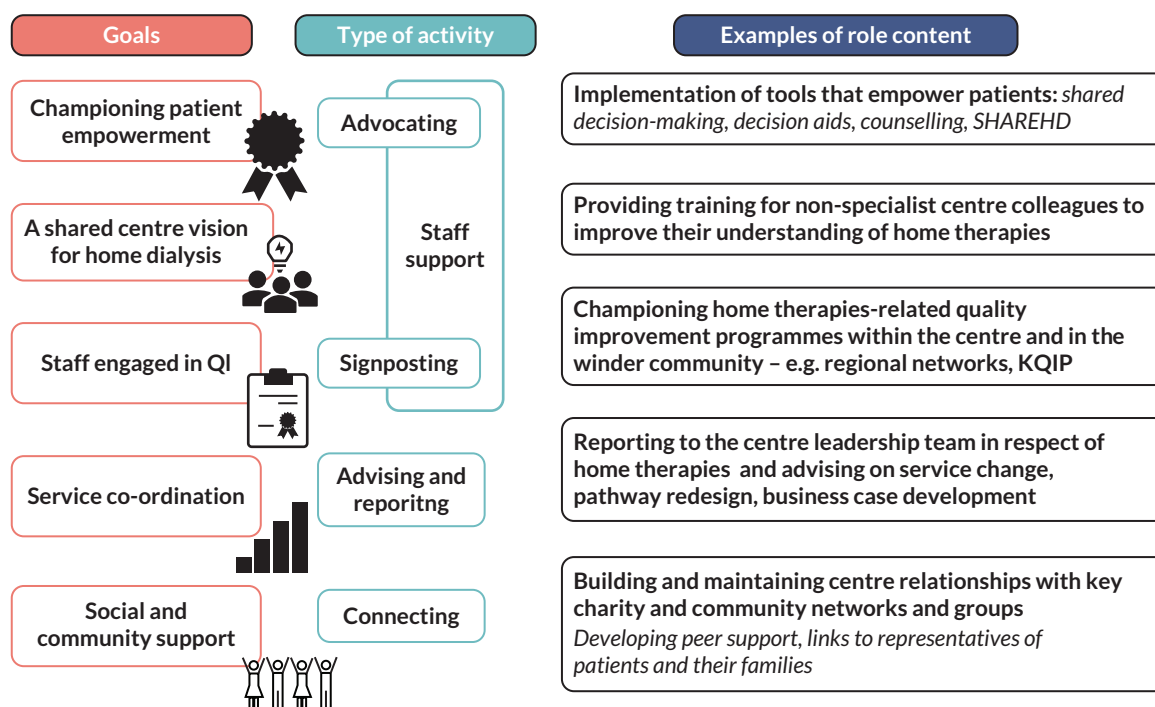 Goals
Type of activity
Examples of role content
Championing patient
empowerment
Advocating
Implementation of tools that empower patients: shared
decision-making, decision aids, counselling, SHAREHD
A shared centre vision
for home dialysis
Staff
support
Providing training for non-specialist centre colleagues to
improve their understanding of home therapies
Staff engaged in QI
Signposting
Championing home therapies-related quality
improvement programmes within the centre and in the
winder community – e.g. regional networks, KQIP
Service co-ordination
Advising and
reporitng
Reporting to the centre leadership team in respect of
home therapies and advising on service change,
pathway redesign, business case development
Social and
community support
Connecting
Building and maintaining centre relationships with key
charity and community networks and groups
Developing peer support, links to representatives of
patients and their families